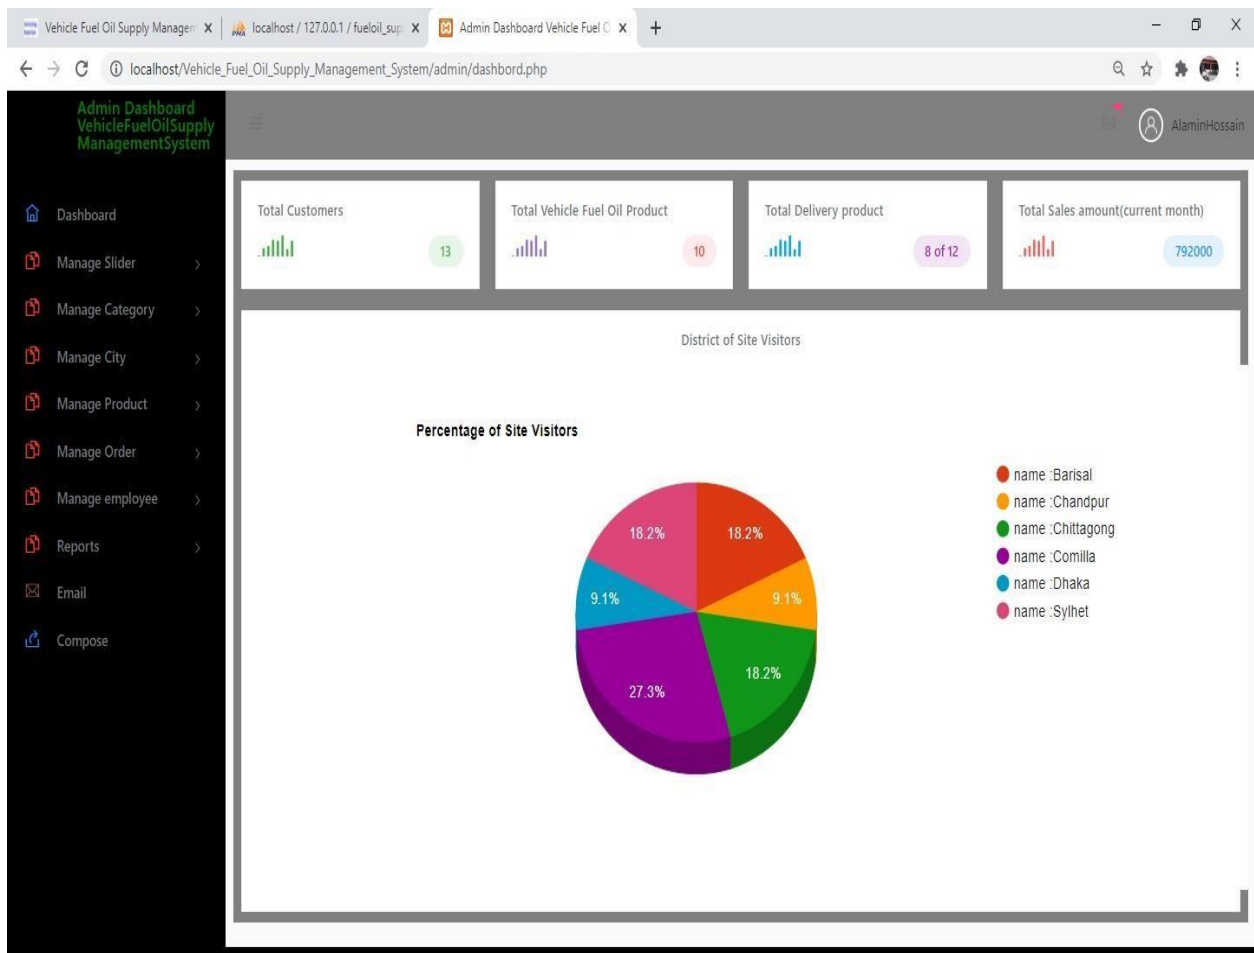 Vehicle Fuel Oil Supply Managem
localhost / 127.0.0.1 / fueloil_sup
Admin Dashboard Vehicle Fuel O
localhost/Vehicle_Fuel_Oil_Supply_Management_System/admin/dashbord.php
Admin Dashboard
VehicleFuelOilSupply
ManagementSystem
AlaminHossain
Dashboard
Manage Slider
Manage Category
Manage City
Manage Product
Manage Order
Manage employee
Reports
Email
Compose
Total Customers
13
Total Vehicle Fuel Oil Product
10
Total Delivery product
8 of 12
Total Sales amount(current month)
792000
District of Site Visitors
Percentage of Site Visitors
18.2%
18.2%
9.1%
9.1%
18.2%
27.3%
name :Barisal
name :Chandpur
name :Chittagong
name :Comilla
name :Dhaka
name :Sylhet